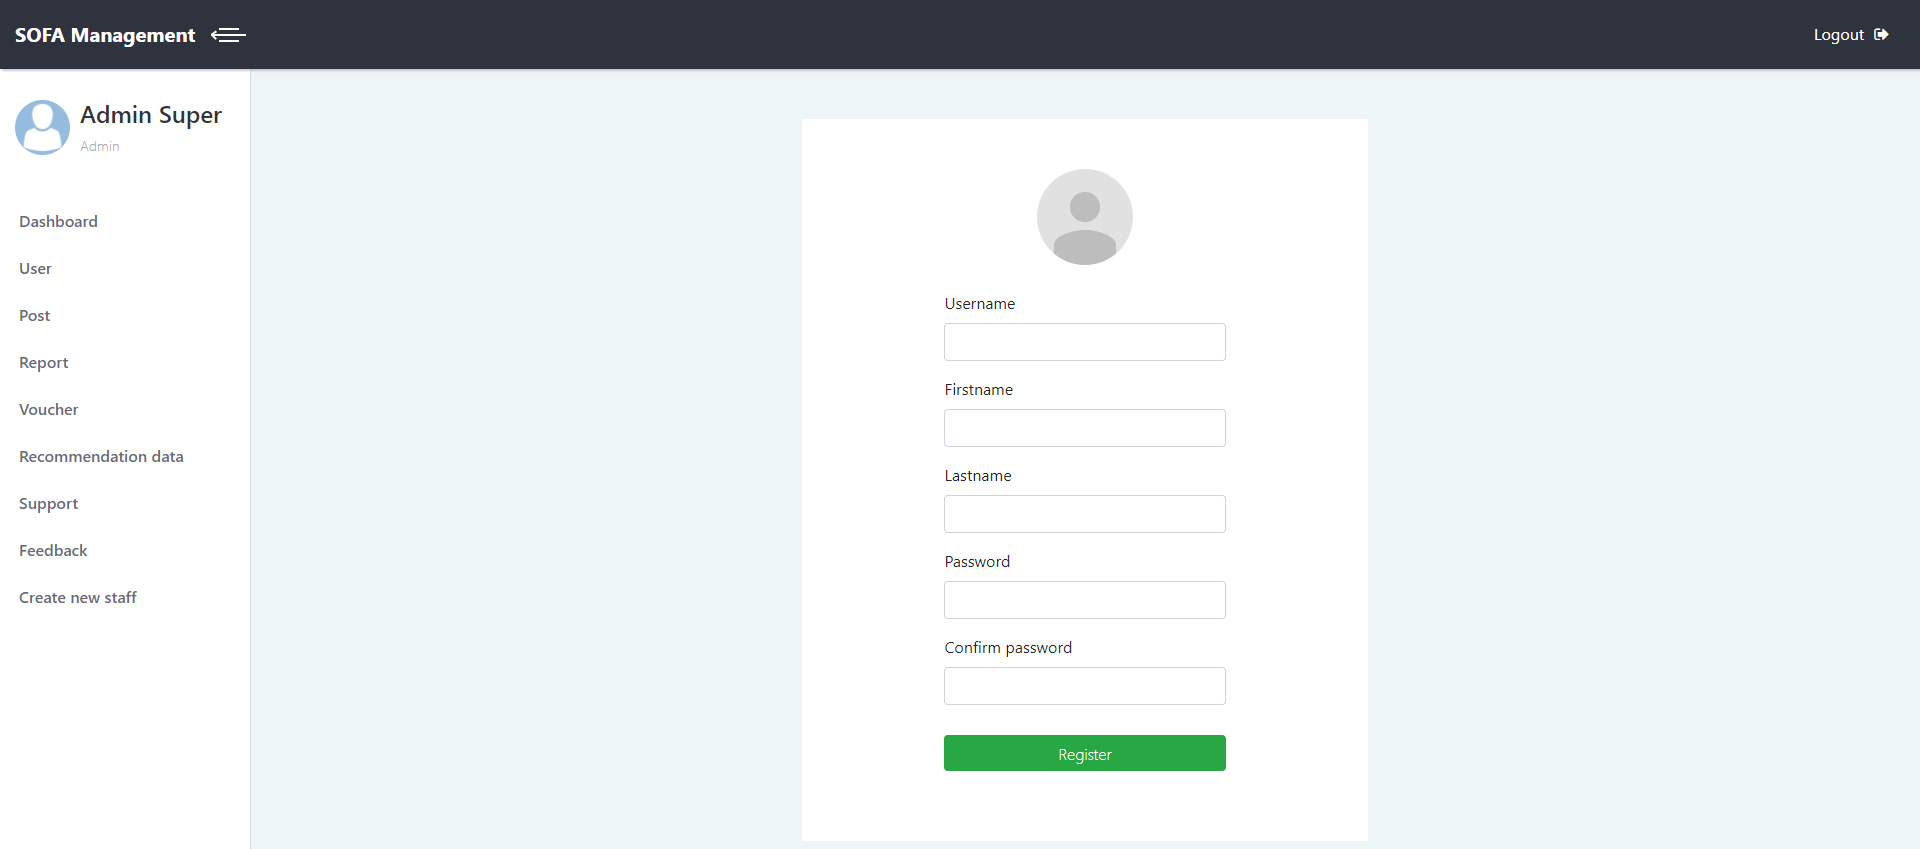 SOFA Management
Logout
Admin Super
Admin
Dashboard
User
Post
Report
Voucher
Recommendation data
Support
Feedback
Create new staff
Username
Firstname
Lastname
Password
Confirm password
Register